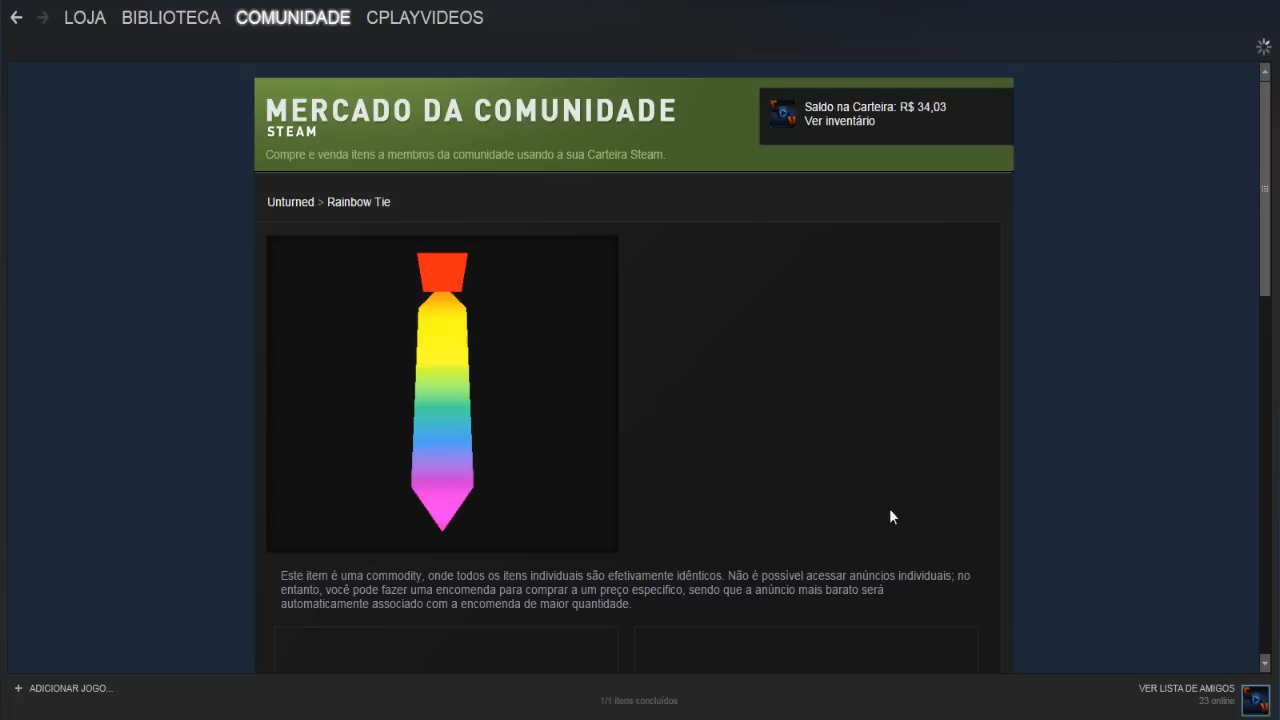 LOJA BIBLIOTECA COMUNIDADE CPLAYVIDEOS
MERCADO DA COMUNIDADE
STEAM
Compre e venda itens a membros da comunidade usando a sua Carteira Steam.
Saldo na Carteira: R$ 34,03
Ver inventário
Unturned > Rainbow Tie
Este item é uma commodity, onde todos os itens individuais são efetivamente idênticos. Não é possível acessar anúncios individuais; no
entanto, você pode fazer uma encomenda para comprar a um preço específico, sendo que a anúncio mais barato será
automaticamente associado com a encomenda de maior quantidade.
+ ADICIONAR JOGO...
1/1 itens concluídos
VER LISTA DE AMIGOS
23 online